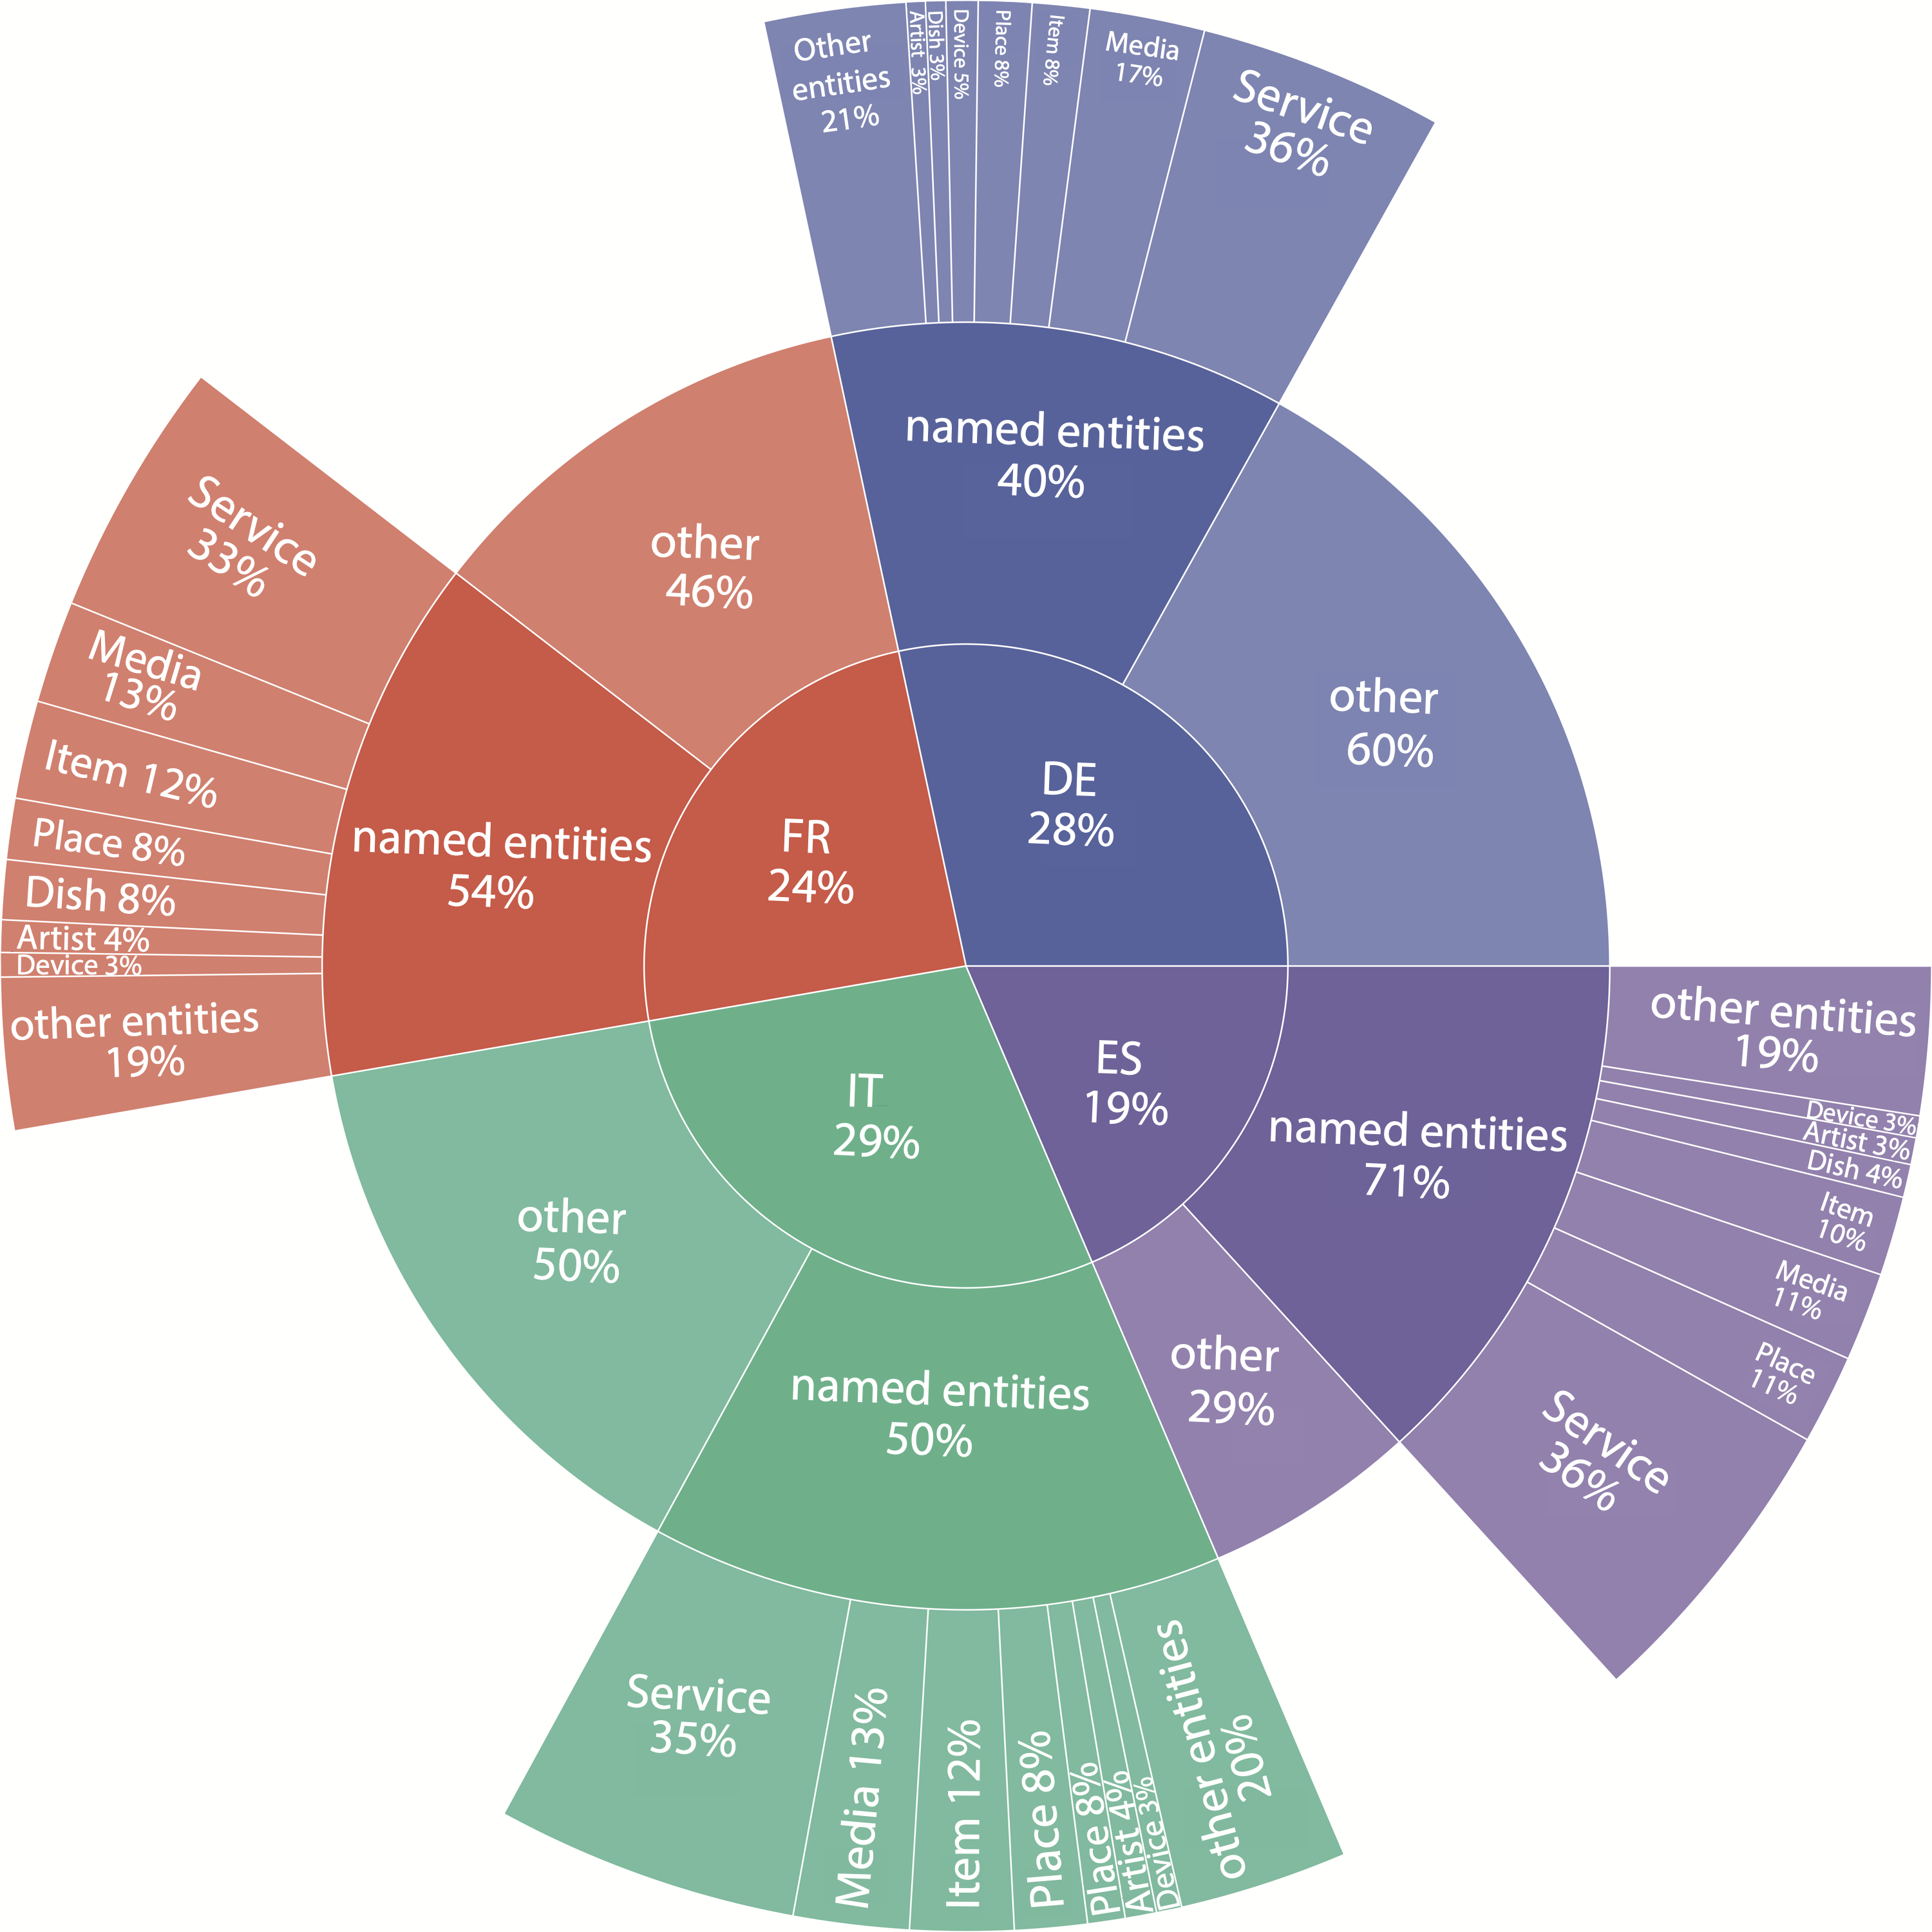 Other
entities
21%
Artist 3%
Dish 3%
Device 5%
Place 8%
Item 8%
Media
17%
Service
36%
named entities
40%
other
60%
DE
28%
other
46%
FR
24%
named entities
54%
Service
33%
Media
13%
Item 12%
Place 8%
Dish 8%
Artist 4%
Device 3%
other entities
19%
ES
19%
named entities
71%
other
29%
other entities
19%
Device 3%
Artist 3%
Dish 4%
Item
10%
Media
11%
Place
11%
Service
36%
IT
29%
other
50%
named entities
50%
Service
35%
Media 13%
Item 12%
Place 8%
Place 8%
Artist 4%
Device 3%
other entities
20%